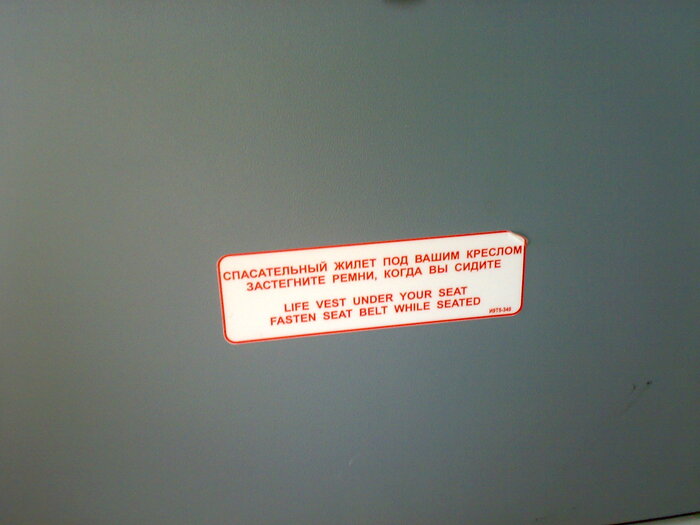 СПАСАТЕЛЬНЫЙ ЖИЛЕТ ПОД ВАШИМ КРЕСЛОМ
ЗАСТЕГНИТЕ РЕМНИ, КОГДА ВЫ СИДИТЕ
LIFE VEST UNDER YOUR SEAT
FASTEN SEAT BELT WHILE SEATED